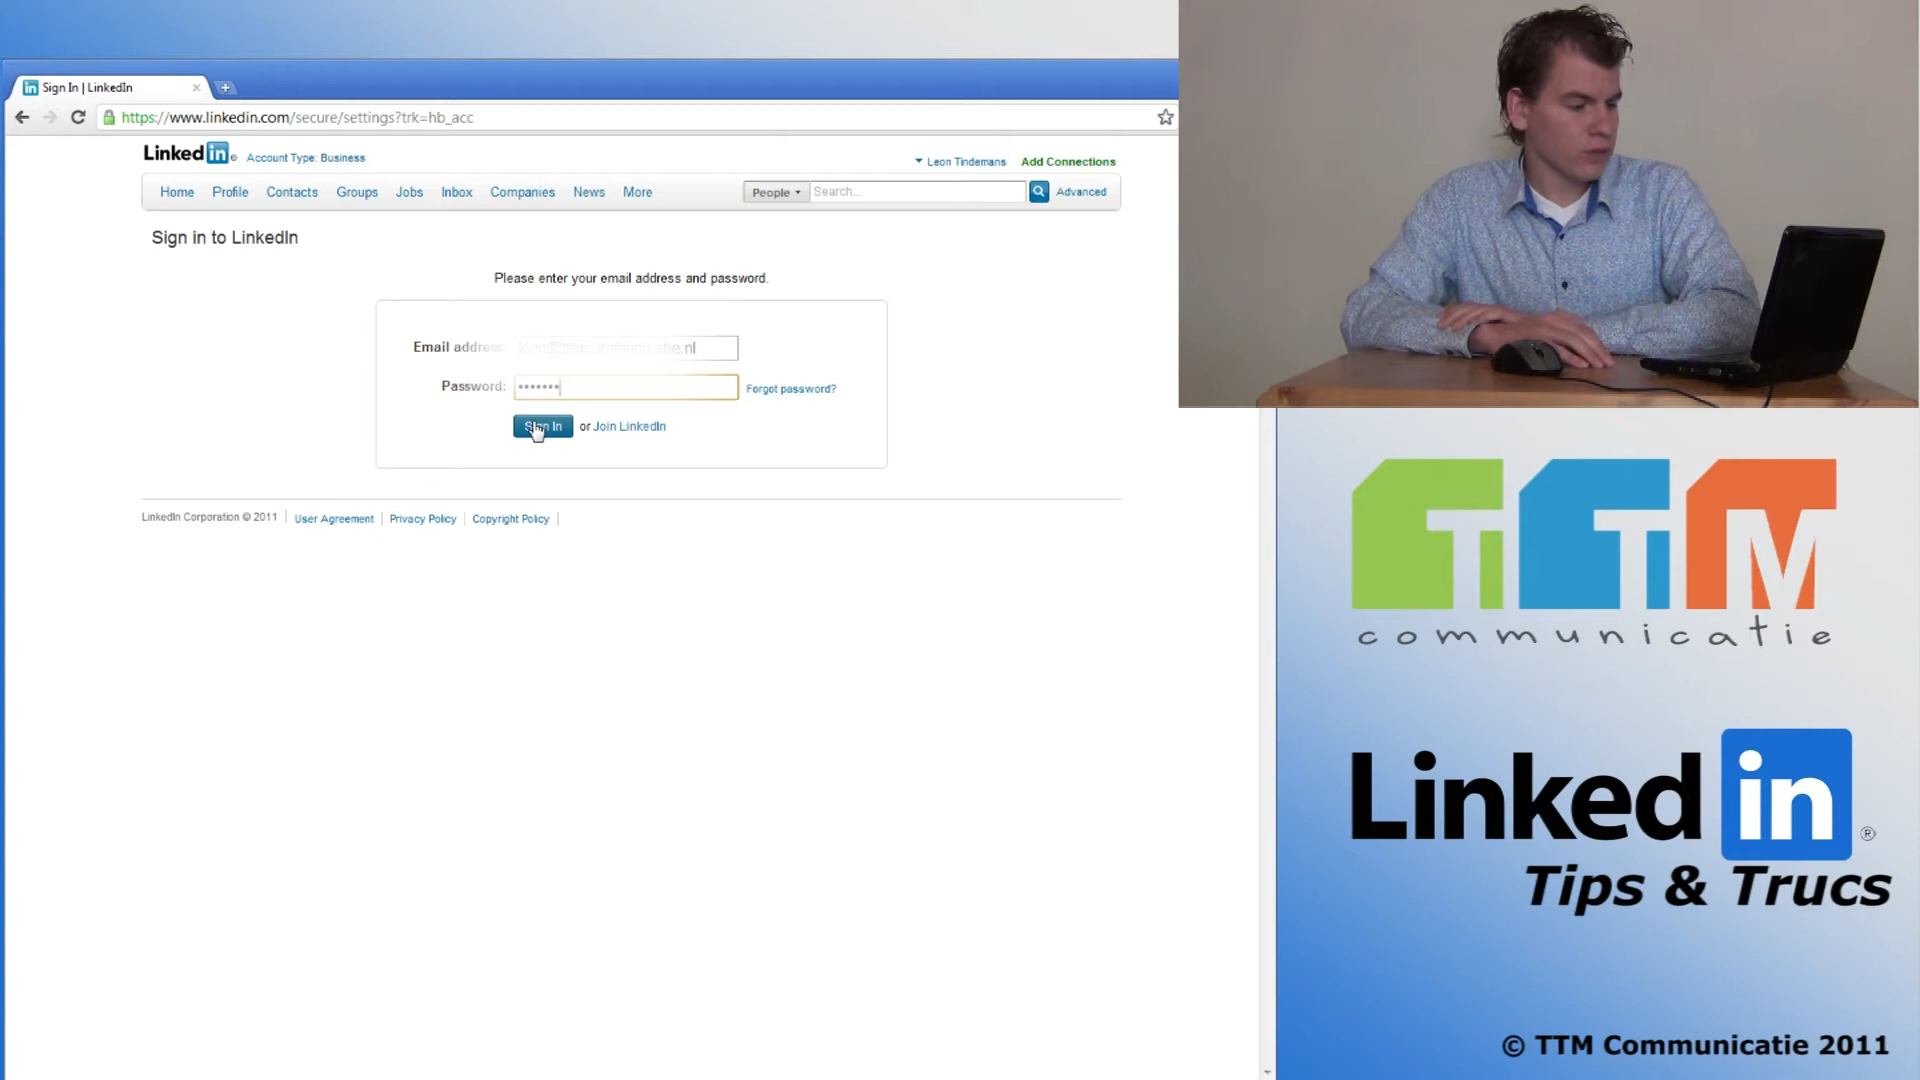 Sign In | LinkedIn
https://www.linkedin.com/secure/settings?trk=hb_acc
Linked in Account Type: Business
Leon Tindemans Add Connections
Home Profile Contacts Groups Jobs Inbox Companies News More People Search... Advanced
Sign in to LinkedIn
Please enter your email address and password.
Email address
Password: Forgot password?
Sign In or Join LinkedIn
LinkedIn Corporation © 2011 User Agreement Privacy Policy Copyright Policy
TTM
communicatie
Linked in ®
Tips & Trucs
© TTM Communicatie 2011